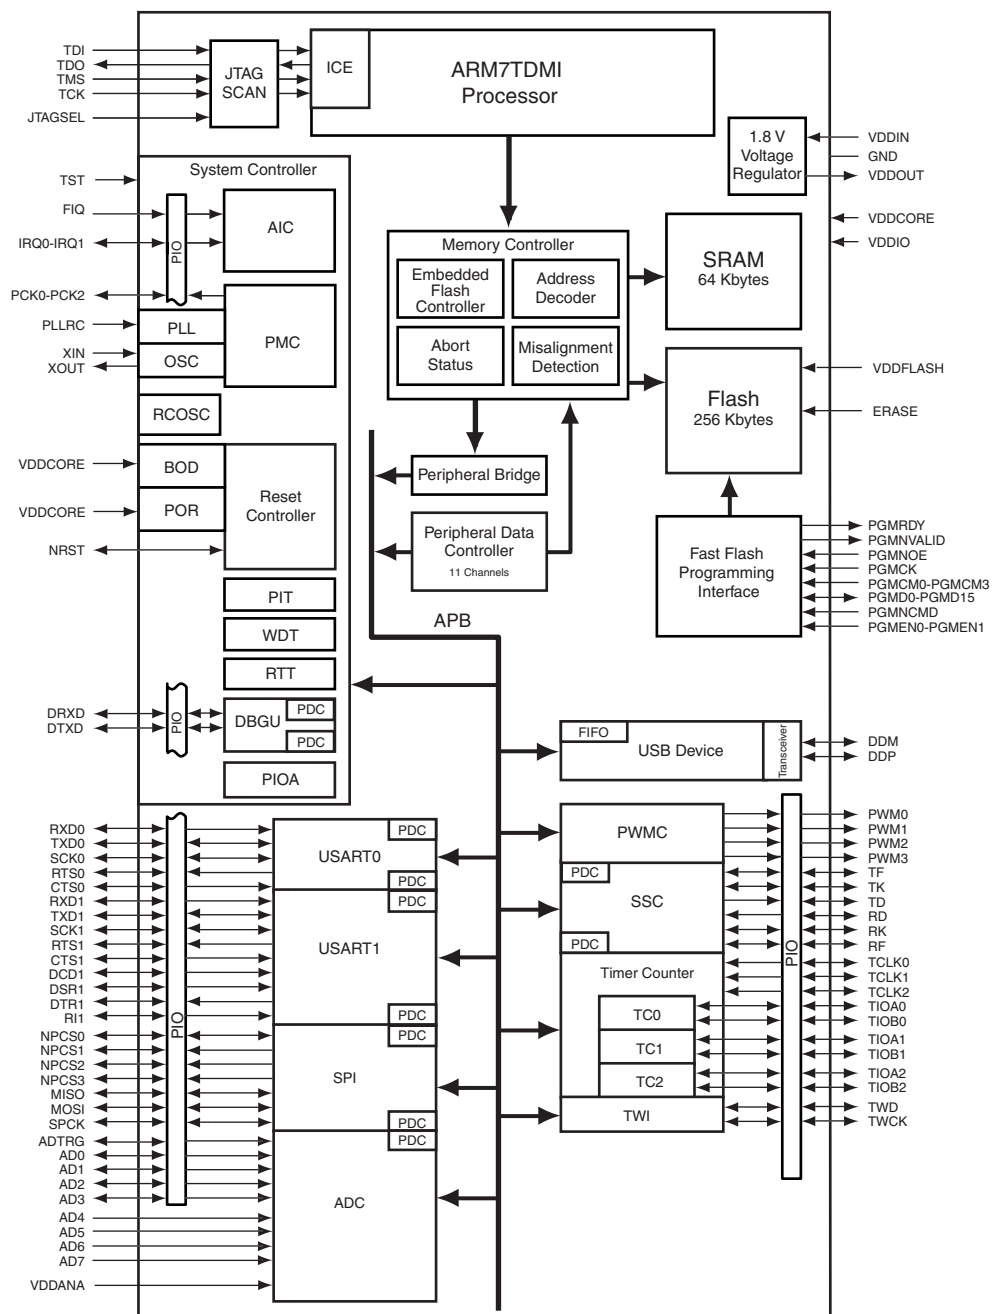 TDI
TDO
TMS
TCK
JTAGSEL
JTAG
SCAN
ICE
ARM7TDMI
Processor
1.8 V
Voltage
Regulator
VDDIN
GND
VDDOUT
VDDCORE
VDDIO
System Controller
TST
FIQ
IRQ0-IRQ1
PIO
AIC
PCK0-PCK2
PLLRC
XIN
XOUT
PLL
OSC
PMC
RCOSC
VDDCORE
VDDCORE
NRST
BOD
POR
Reset
Controller
PIT
WDT
RTT
DRXD
DTXD
PIO
DBGU
PDC
PDC
PIOA
Memory Controller
Embedded
Flash
Controller
Address
Decoder
Abort
Status
Misalignment
Detection
SRAM
64 Kbytes
Flash
256 Kbytes
VDDFLASH
ERASE
Peripheral Bridge
Peripheral Data
Controller
11 Channels
APB
Fast Flash
Programming
Interface
PGMRDY
PGMNVALID
PGMNOE
PGMCK
PGMCM0-PGMCM3
PGMD0-PGMD15
PGMNCMD
PGMEN0-PGMEN1
FIFO
USB Device
Transceiver
DDM
DDP
RXD0
TXD0
SCK0
RTS0
CTS0
RXD1
TXD1
SCK1
RTS1
CTS1
DCD1
DSR1
DTR1
RI1
NPCS0
NPCS1
NPCS2
NPCS3
MISO
MOSI
SPCK
ADTRG
AD0
AD1
AD2
AD3
AD4
AD5
AD6
AD7
VDDANA
PIO
PDC
USART0
PDC
PDC
USART1
PDC
PDC
SPI
PDC
PDC
ADC
PWMC
PDC
SSC
PDC
Timer Counter
TC0
TC1
TC2
TWI
PIO
PWM0
PWM1
PWM2
PWM3
TF
TK
TD
RD
RK
RF
TCLK0
TCLK1
TCLK2
TIOA0
TIOB0
TIOA1
TIOB1
TIOA2
TIOB2
TWD
TWCK